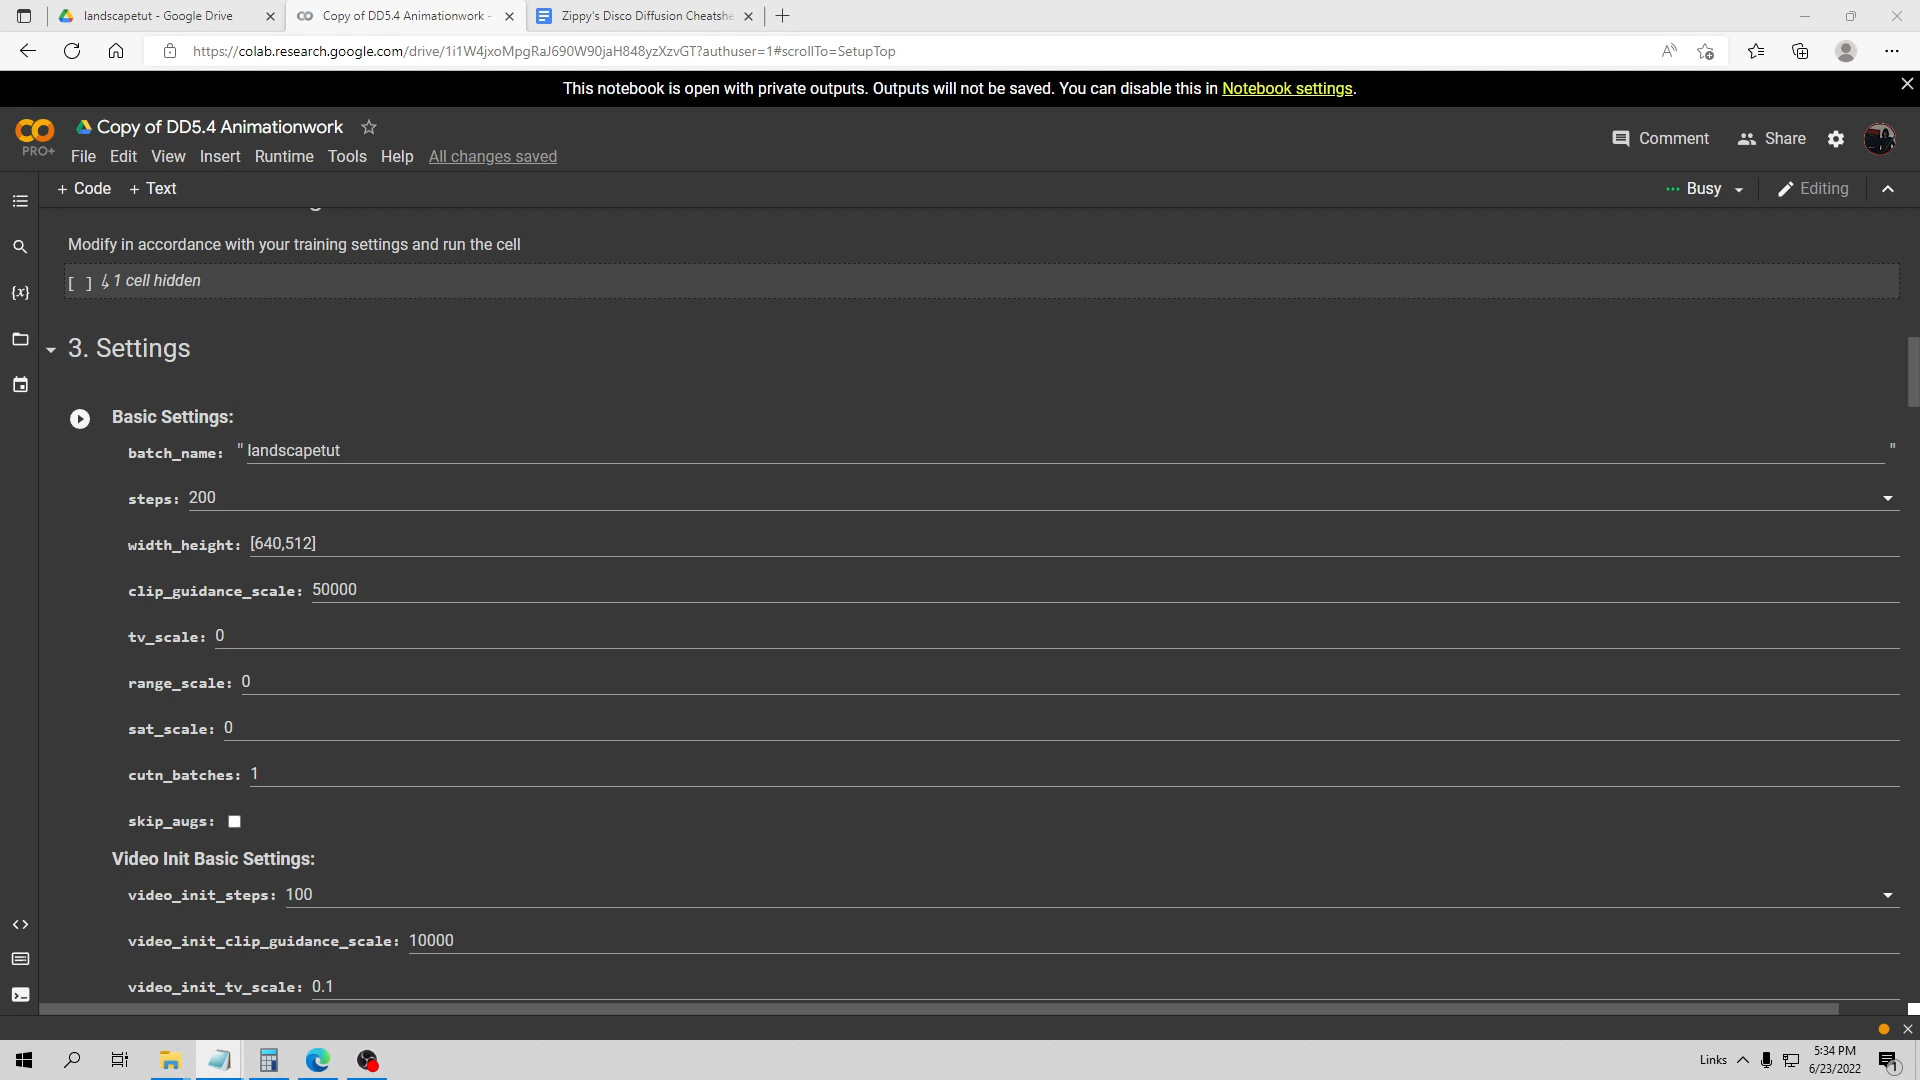 landscapetut - Google Drive
Copy of DD5.4 Animationwork -
Zippy's Disco Diffusion Cheatshe
https://colab.research.google.com/drive/1i1W4jxoMpgRaJ690W90jaH848yzXzvGT?authuser=1#scrollTo=SetupTop
This notebook is open with private outputs. Outputs will not be saved. You can disable this in Notebook settings.
Copy of DD5.4 Animationwork
PRO+
File Edit View Insert Runtime Tools Help All changes saved
Comment Share
+ Code + Text
Busy Editing
Modify in accordance with your training settings and run the cell
[ ] ↳ 1 cell hidden
{x}
3. Settings
Basic Settings:
batch_name: " landscapetut "
steps: 200
width_height: [640,512]
clip_guidance_scale: 50000
tv_scale: 0
range_scale: 0
sat_scale: 0
cutn_batches: 1
skip_augs:
Video Init Basic Settings:
video_init_steps: 100
video_init_clip_guidance_scale: 10000
video_init_tv_scale: 0.1
Links
5:34 PM
6/23/2022
1